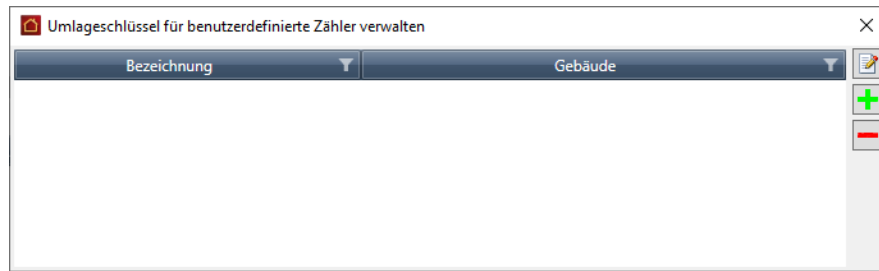 Umlageschlüssel für benutzerdefinierte Zähler verwalten
Bezeichnung Gebäude